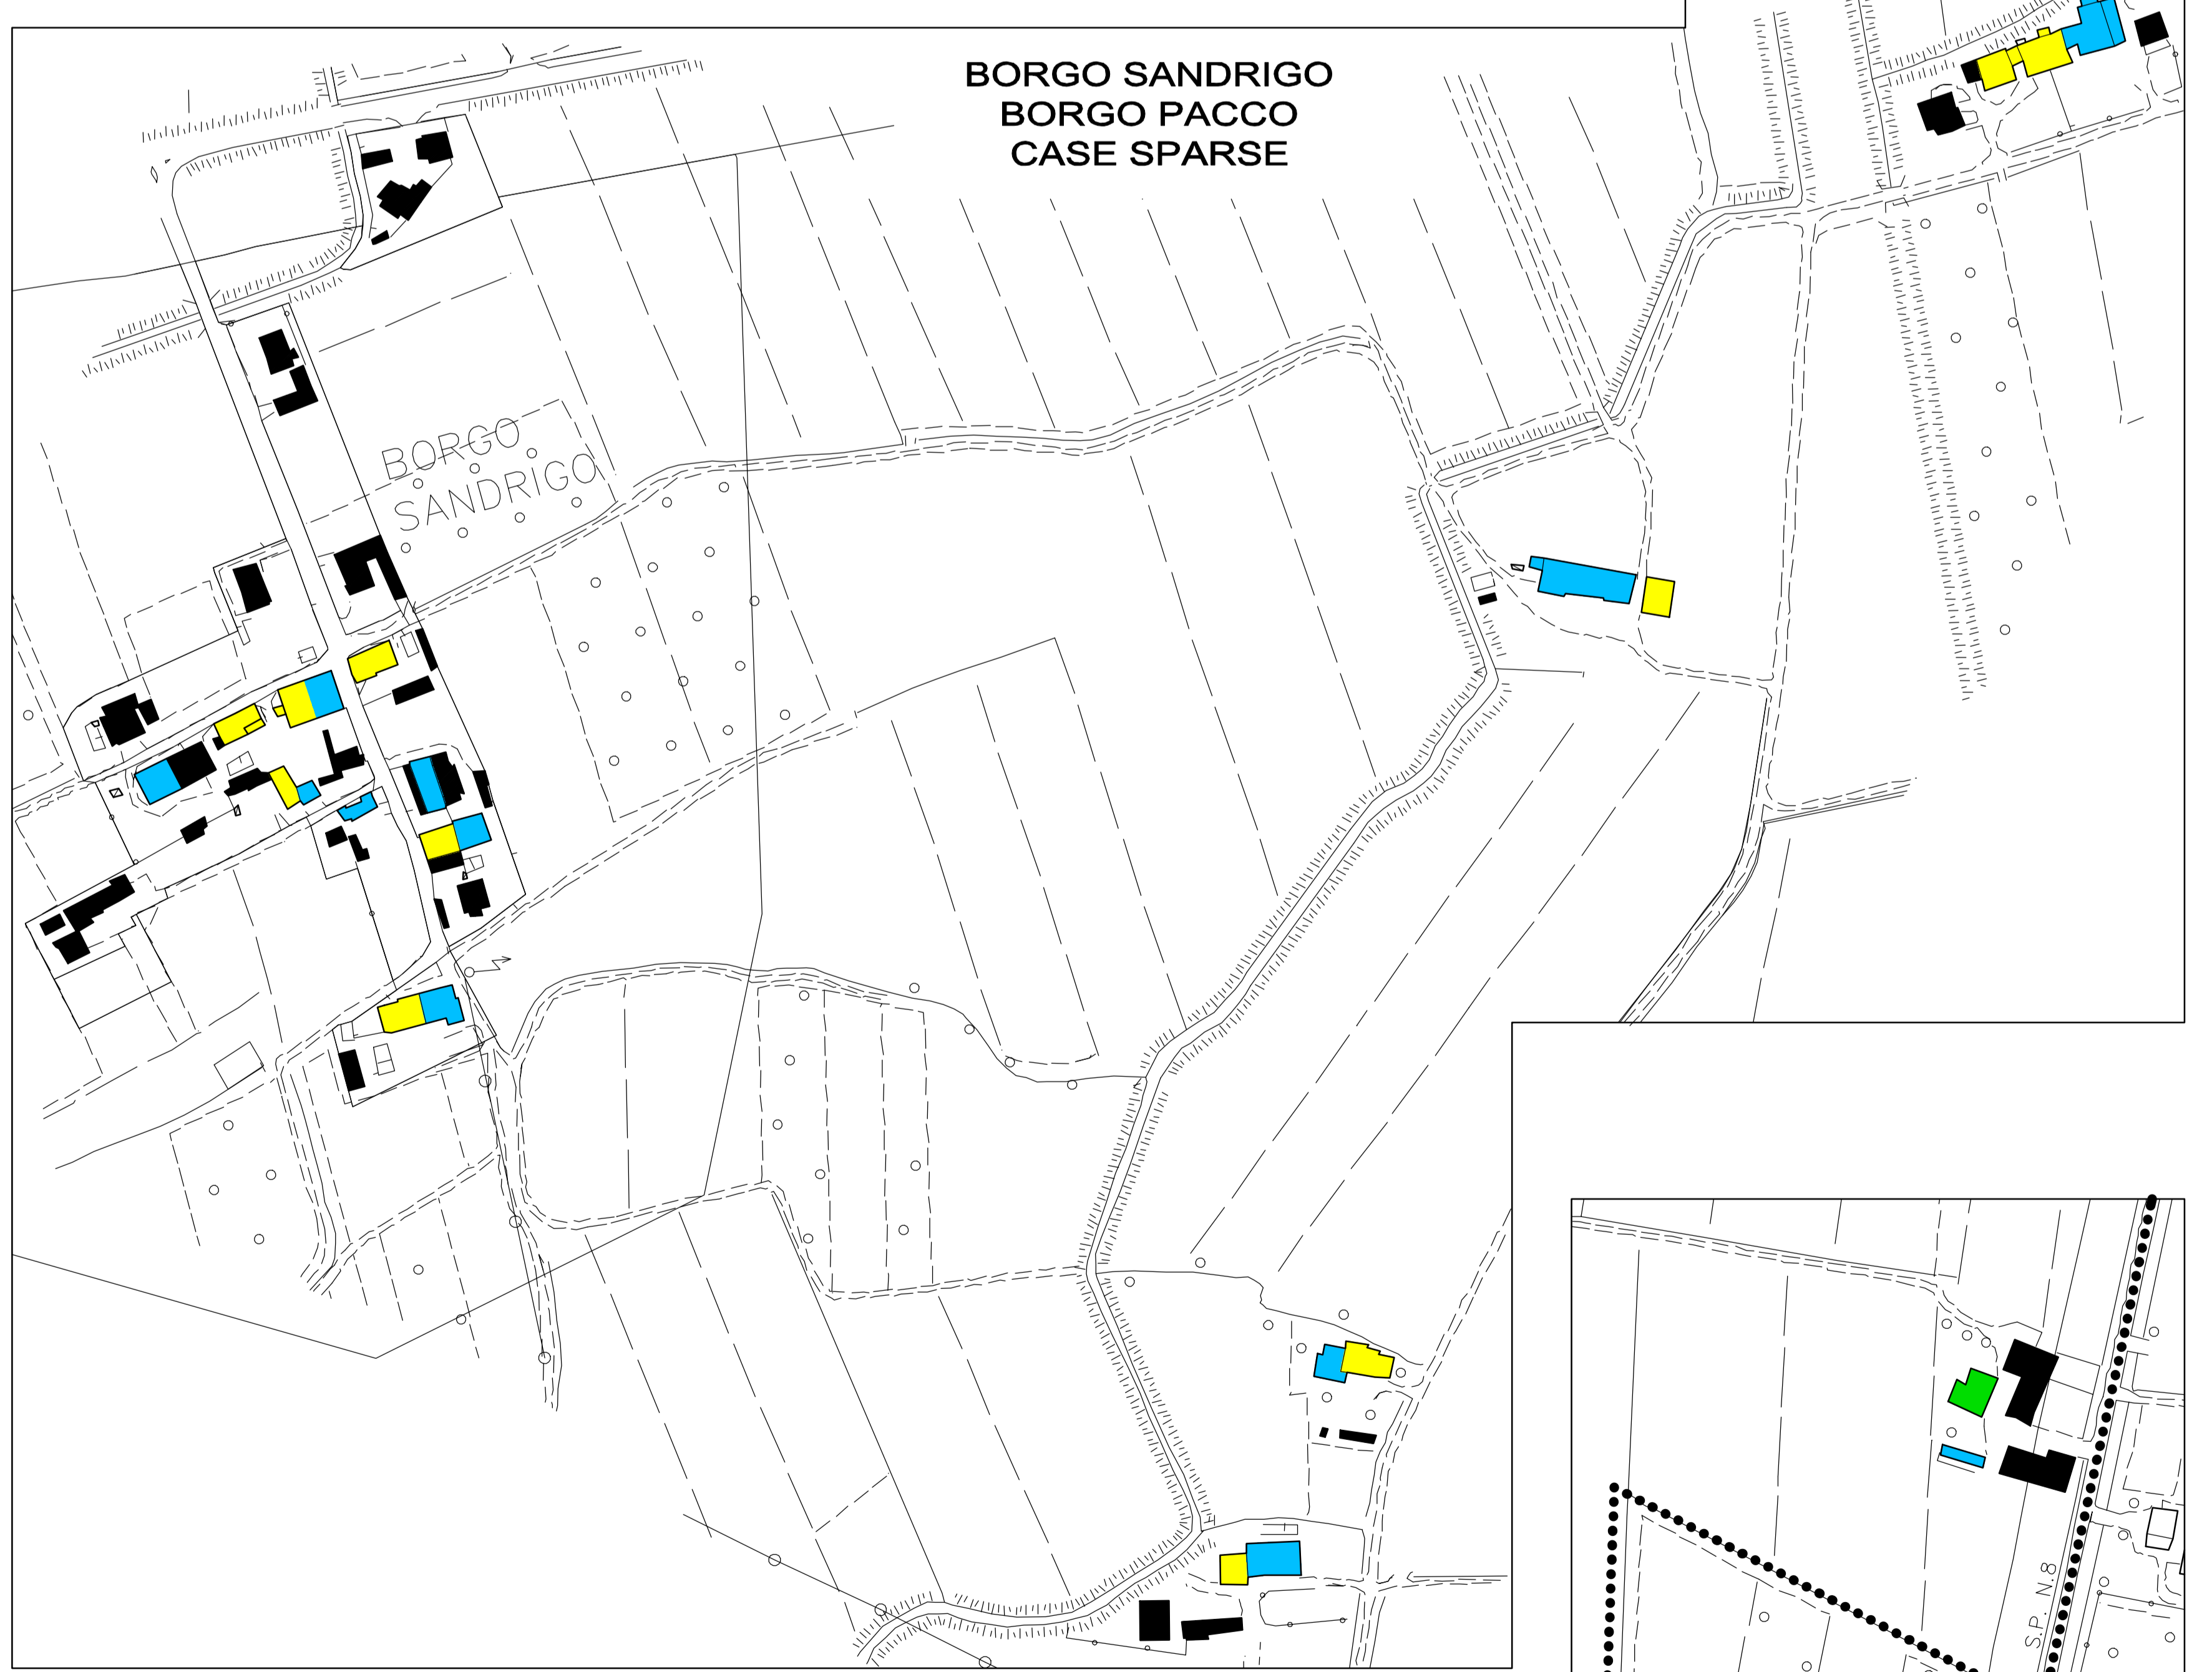 BORGO SANDRIGO
BORGO PACCO
CASE SPARSE
BORGO
SANDRIGO
S.P. N.8